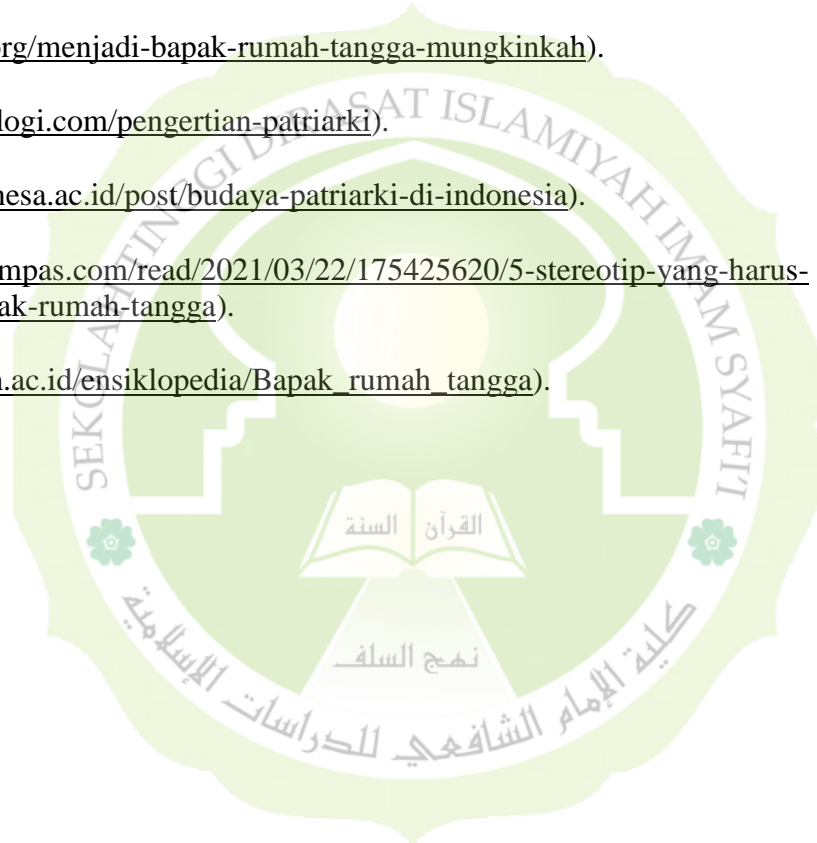 org/menjadi-bapak-rumah-tangga-mungkinkah).
logi.com/pengertian-patriarki).
nesa.ac.id/post/budaya-patriarki-di-indonesia).
mpas.com/read/2021/03/22/175425620/5-stereotip-yang-harus-
ak-rumah-tangga).
.ac.id/ensiklopedia/Bapak_rumah_tangga).
SEKOLAH TINGGI DIRASAT ISLAMIYAH IMAM SYAFI'I
القرآن السنة
نهج السلف
كلية الإمام الشافعي للدراسات الإسلامية